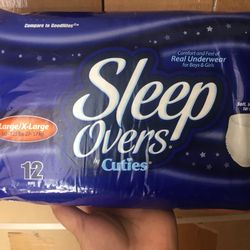 Compare to GoodNites®*
Comfort and Feel of
Real Underwear
for Boys & Girls
Sleep
Overs
by
Cuties®
Large/X-Large
12